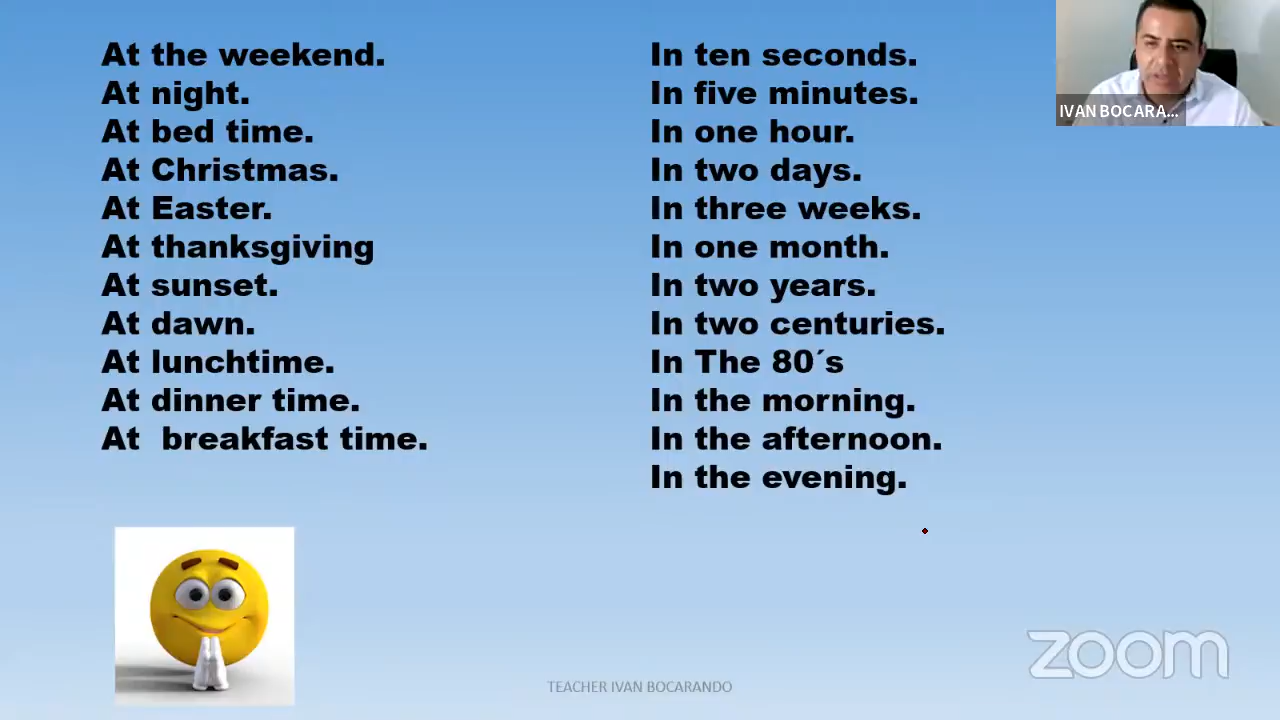 At the weekend.
At night.
At bed time.
At Christmas.
At Easter.
At thanksgiving
At sunset.
At dawn.
At lunchtime.
At dinner time.
At  breakfast time.
In ten seconds.
In five minutes.
In one hour.
In two days.
In three weeks.
In one month.
In two years.
In two centuries.
In The 80´s
In the morning.
In the afternoon.
In the evening.
IVAN BOCARA...
zoom
TEACHER IVAN BOCARANDO